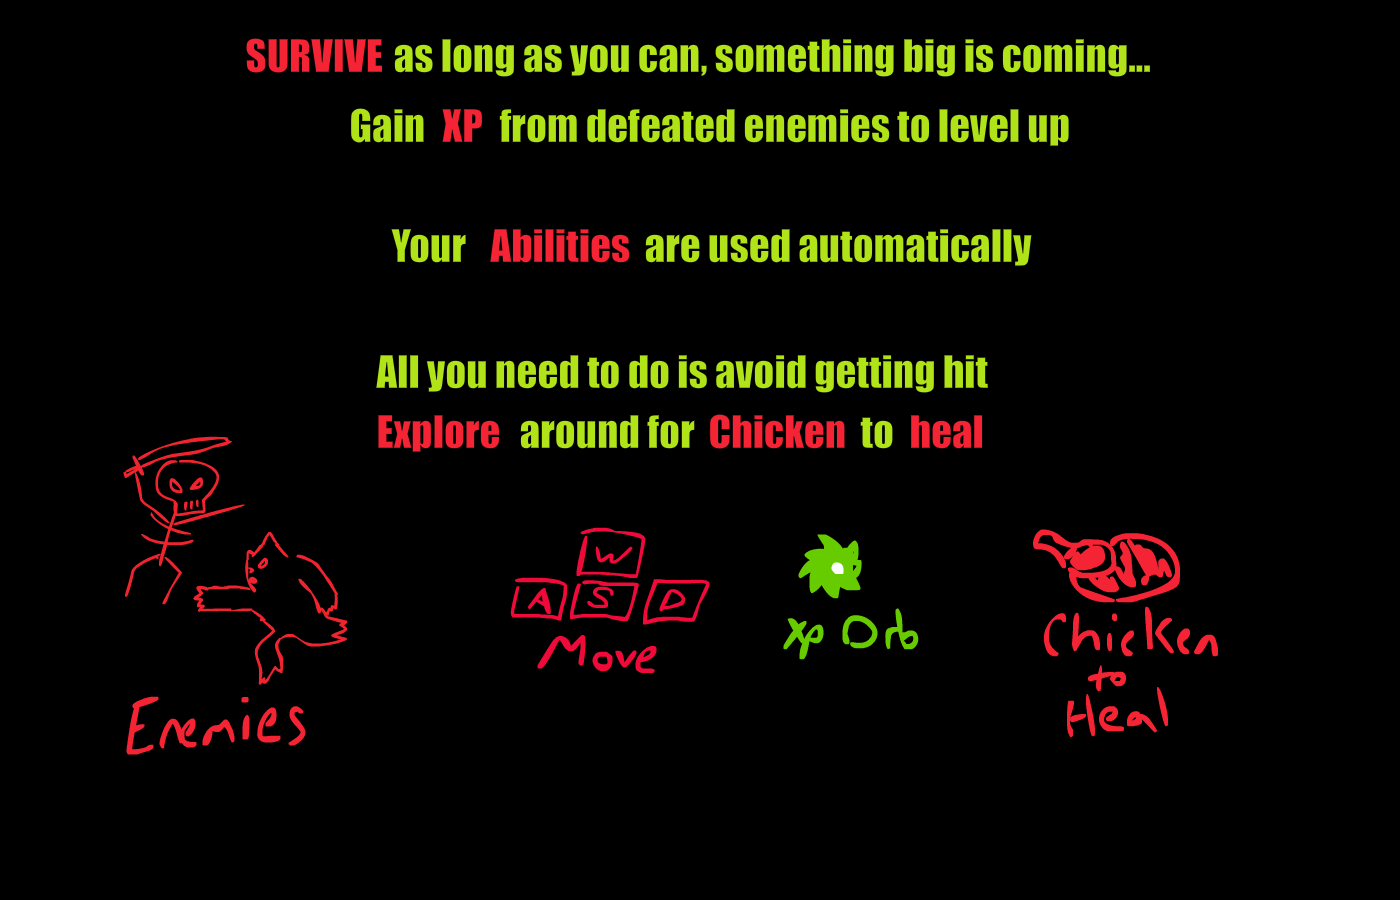 SURVIVE as long as you can, something big is coming...
Gain XP from defeated enemies to level up
Your Abilities are used automatically
All you need to do is avoid getting hit
Explore around for Chicken to heal
W
A S D
Move
xp Orb
Chicken
to
Heal
Enemies